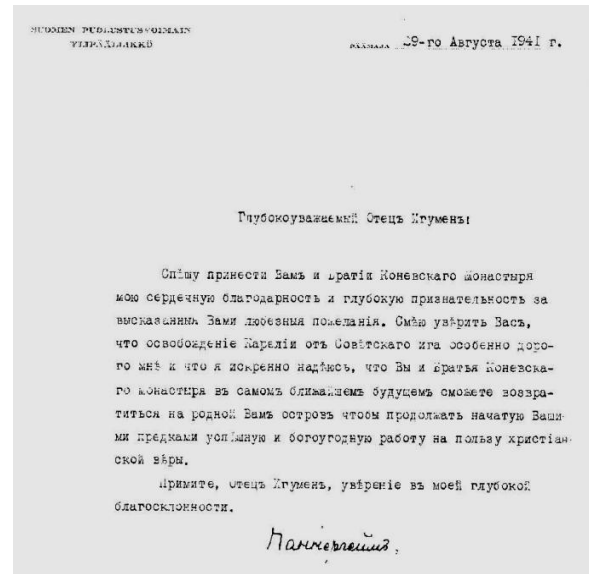 SUOMEN PUOLUSTUSVOIMAIN
YLIPÄÄLLIKKÖ
PÄÄMAJA 29-го Августа 1941 г.
Глубокоуважаемый Отецъ Игуменъ!
Спѣшу принести Вамъ и Братіи Коневскаго монастыря
мою сердечную благодарность и глубокую признательность за
высказанныя Вами любезныя пожеланія. Смѣю увѣрить Васъ,
что освобожденіе Кареліи отъ Совѣтскаго ига особенно доро-
го мнѣ и что я искренно надѣюсь, что Вы и Братья Коневска-
го монастыря въ самомъ ближайшемъ будущемъ сможете возвра-
титься на родной Вамъ островъ чтобы продолжать начатую Ваши-
ми предками успѣшную и богоугодную работу на пользу христіан-
ской вѣры.
Примите, Отецъ Игуменъ, увѣреніе въ моей глубокой
благосклонности.
Маннергеймъ.